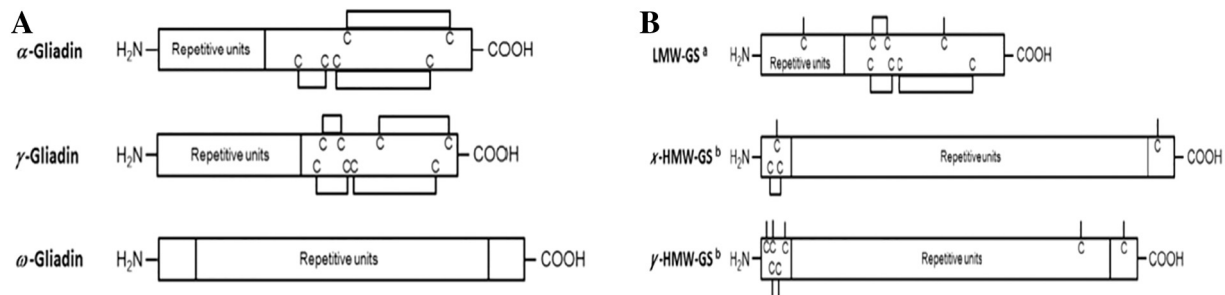 A
α-Gliadin
H₂N
Repetitive units
C C
C C C C
COOH
γ-Gliadin
H₂N
Repetitive units
C C C C
C C C C
COOH
ω-Gliadin
H₂N
Repetitive units
COOH
B
LMW-GS ᵃ
H₂N
C C C C
Repetitive units
C C C C
COOH
x-HMW-GS ᵇ
H₂N
C C
C C
Repetitive units
COOH
y-HMW-GS ᵇ
H₂N
C C C C C
C C
Repetitive units
COOH